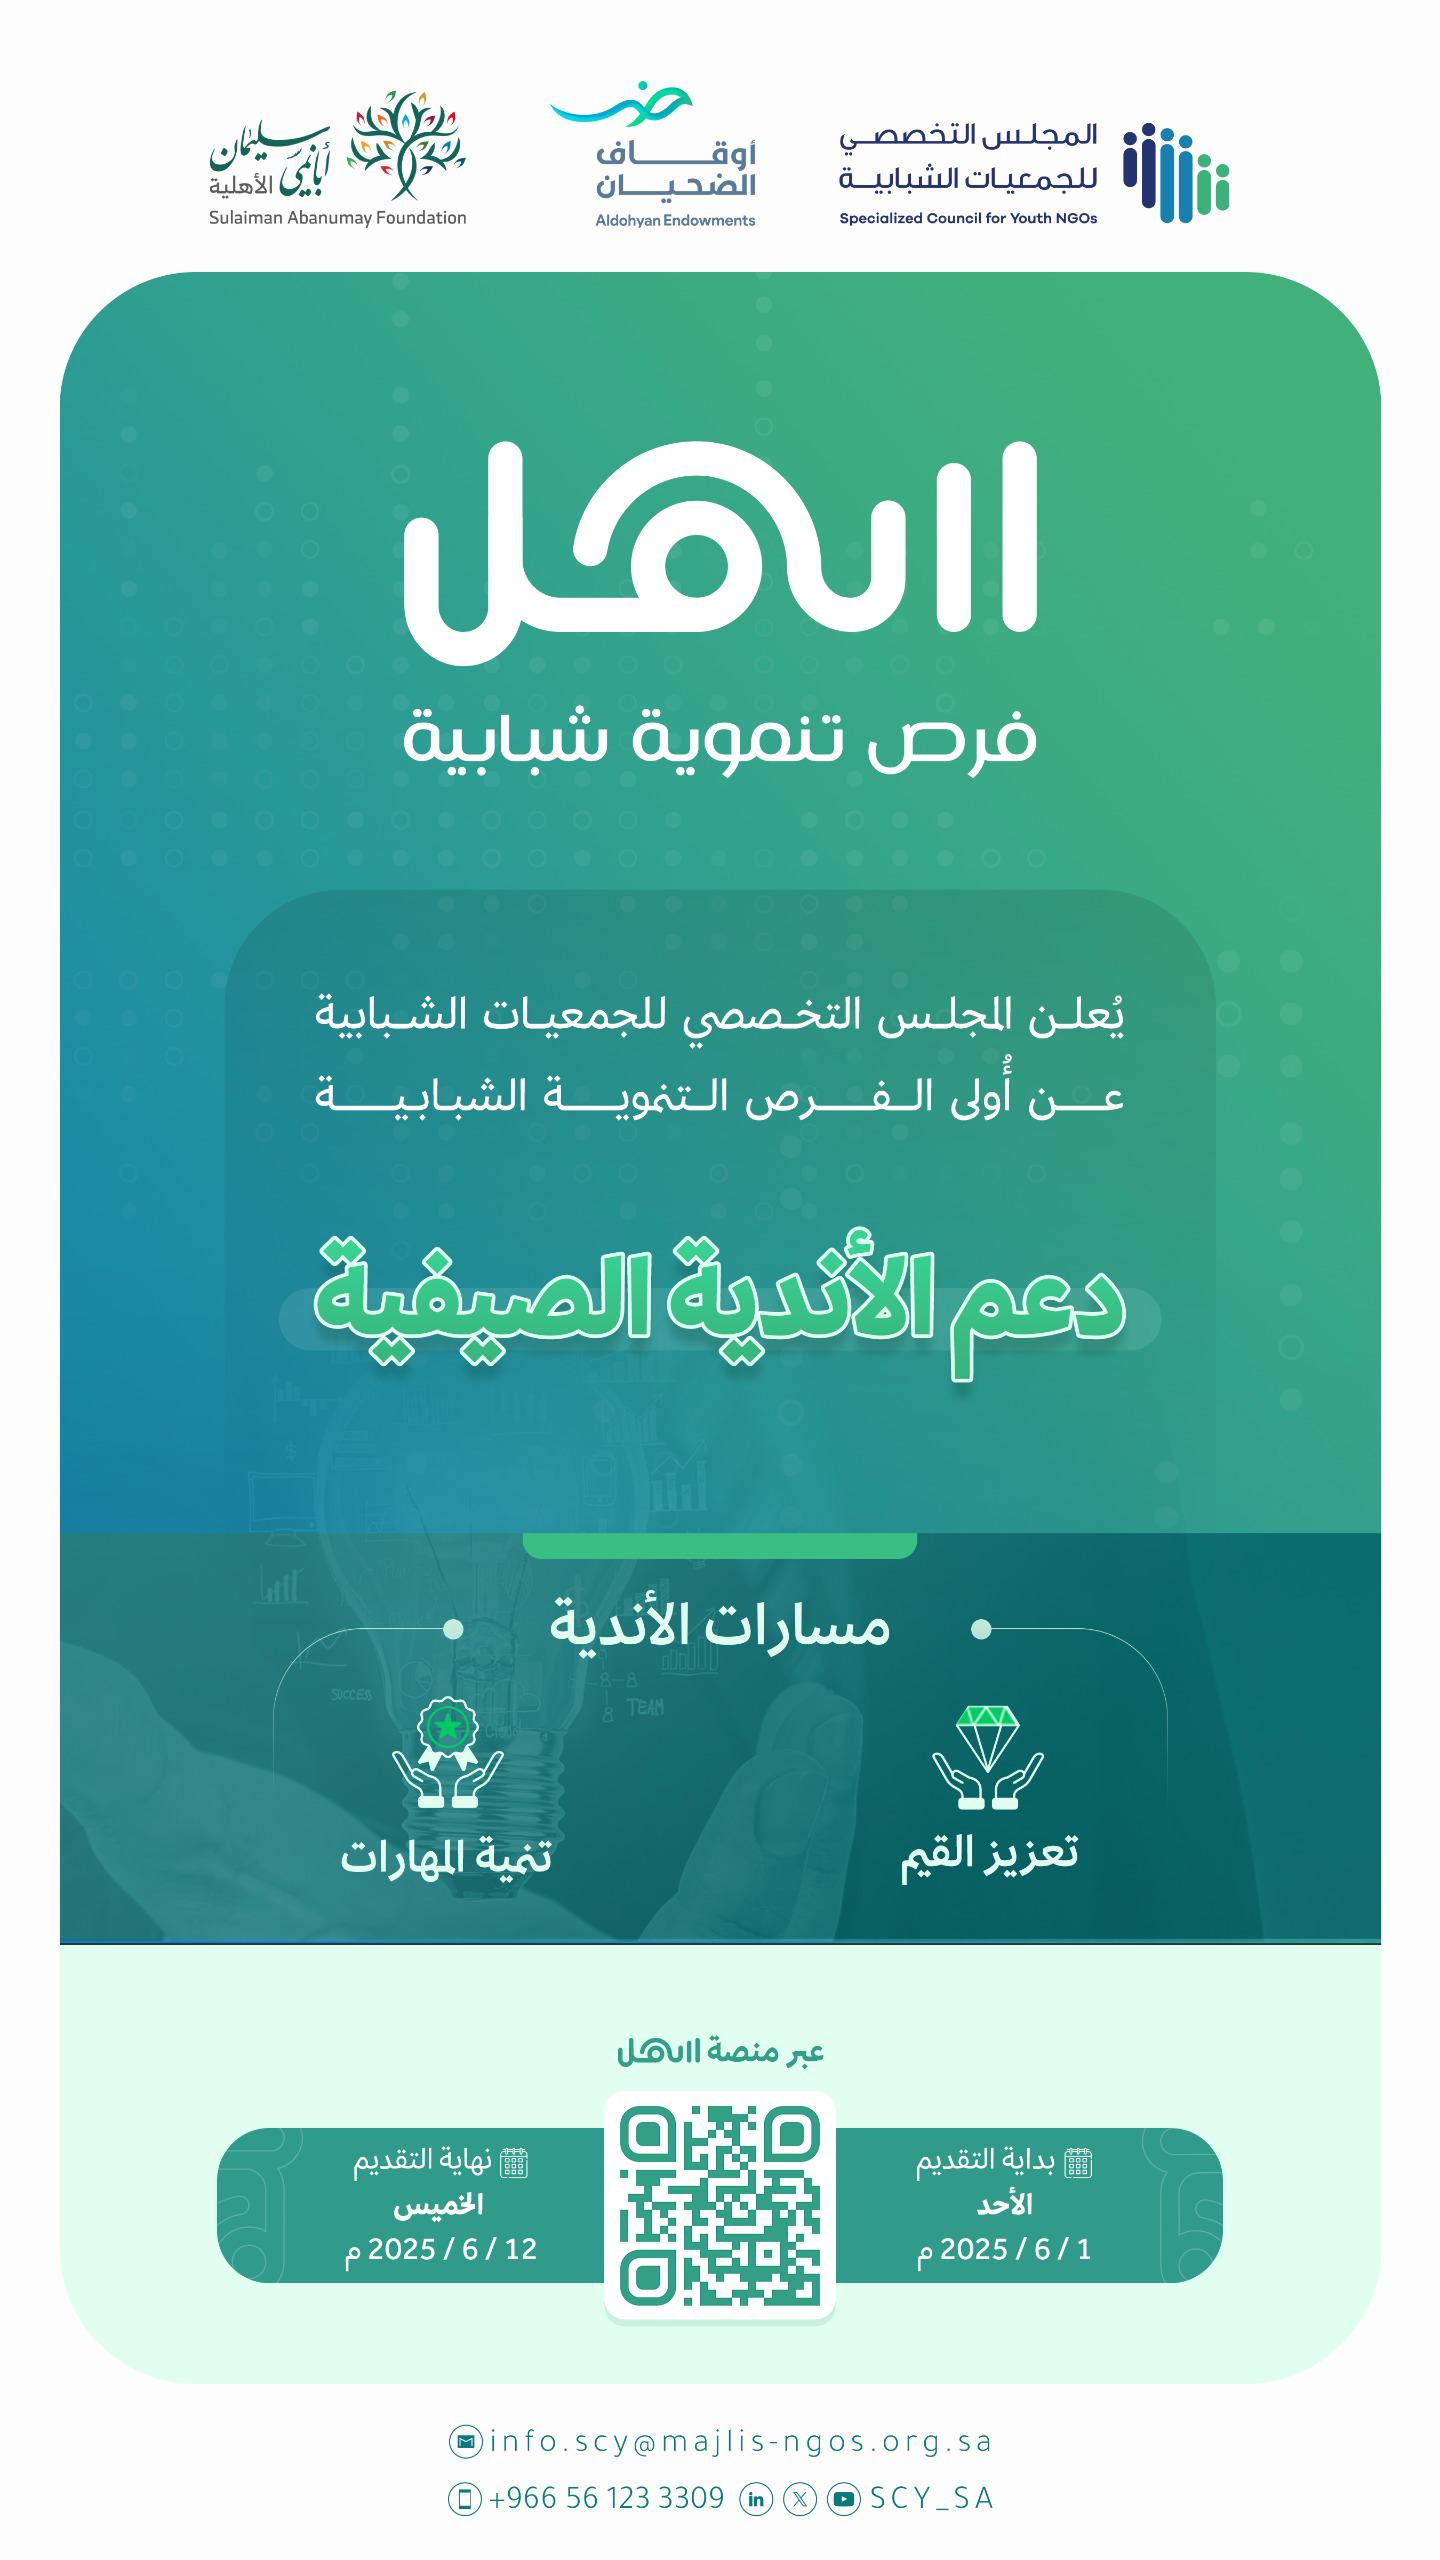 المجلس التخصصي
للجمعيات الشبابية
Specialized Council for Youth NGOs
أوقاف
الضحيان
Aldohyan Endowments
سليمان
أبانمي
الأهلية
Sulaiman Abanumay Foundation
فرص تنموية شبابية
يُعلن المجلس التخصصي للجمعيات الشبابية
عن أُولى الفرص التنموية الشبابية
دعم الأندية الصيفية
مسارات الأندية
تعزيز القيم
تنمية المهارات
SUCCESS
TEAM
Cloud
عبر منصة
بداية التقديم
الأحد
1 / 6 / 2025 م
نهاية التقديم
الخميس
12 / 6 / 2025 م
info.scy@majlis-ngos.org.sa
+966 56 123 3309
SCY_SA